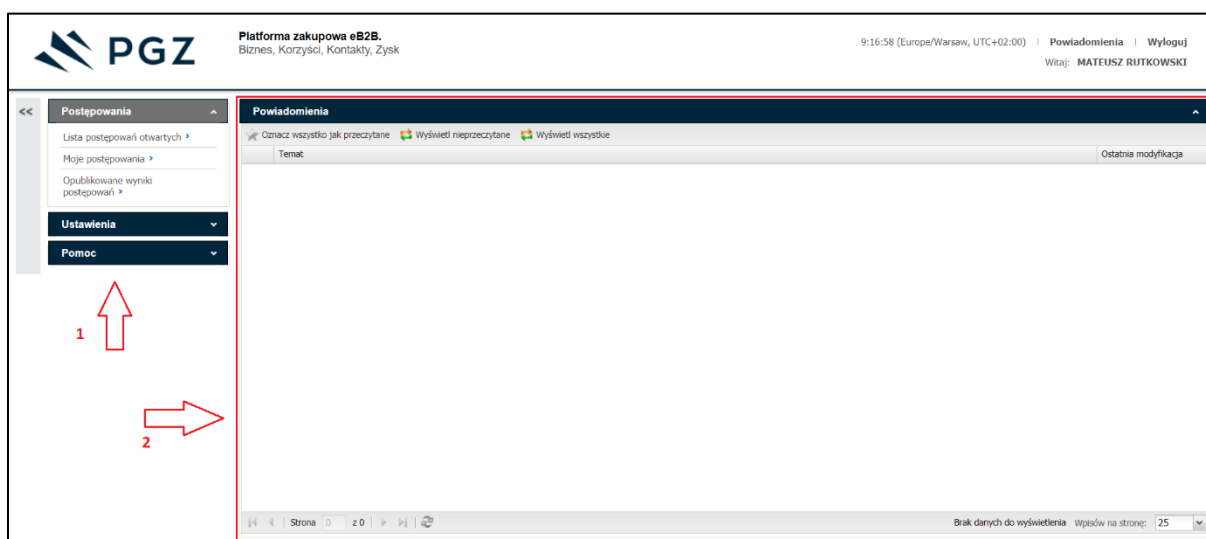 PGZ
Platforma zakupowa eB2B.
Biznes, Korzyści, Kontakty, Zysk
9:16:58 (Europe/Warsaw, UTC+02:00) | Powiadomienia | Wyloguj
Witaj: MATEUSZ RUTKOWSKI
<<
Postępowania
Lista postępowań otwartych >
Moje postępowania >
Opublikowane wyniki
postępowań >
Ustawienia
Pomoc
1
2
Powiadomienia
Oznacz wszystko jak przeczytane Wyświetl nieprzeczytane Wyświetl wszystkie
Temat Ostatnia modyfikacja
Strona 0 z 0 Brak danych do wyświetlenia Wpisów na stronę: 25